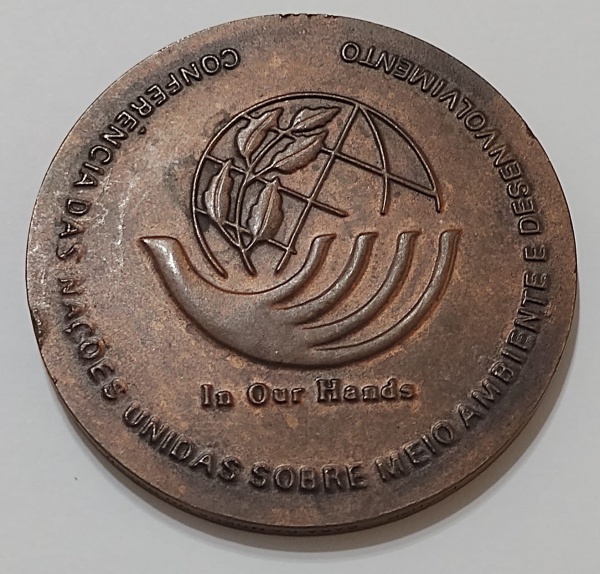 CONFERÊNCIA DAS NAÇÕES UNIDAS SOBRE MEIO AMBIENTE E DESENVOLVIMENTO
In Our Hands